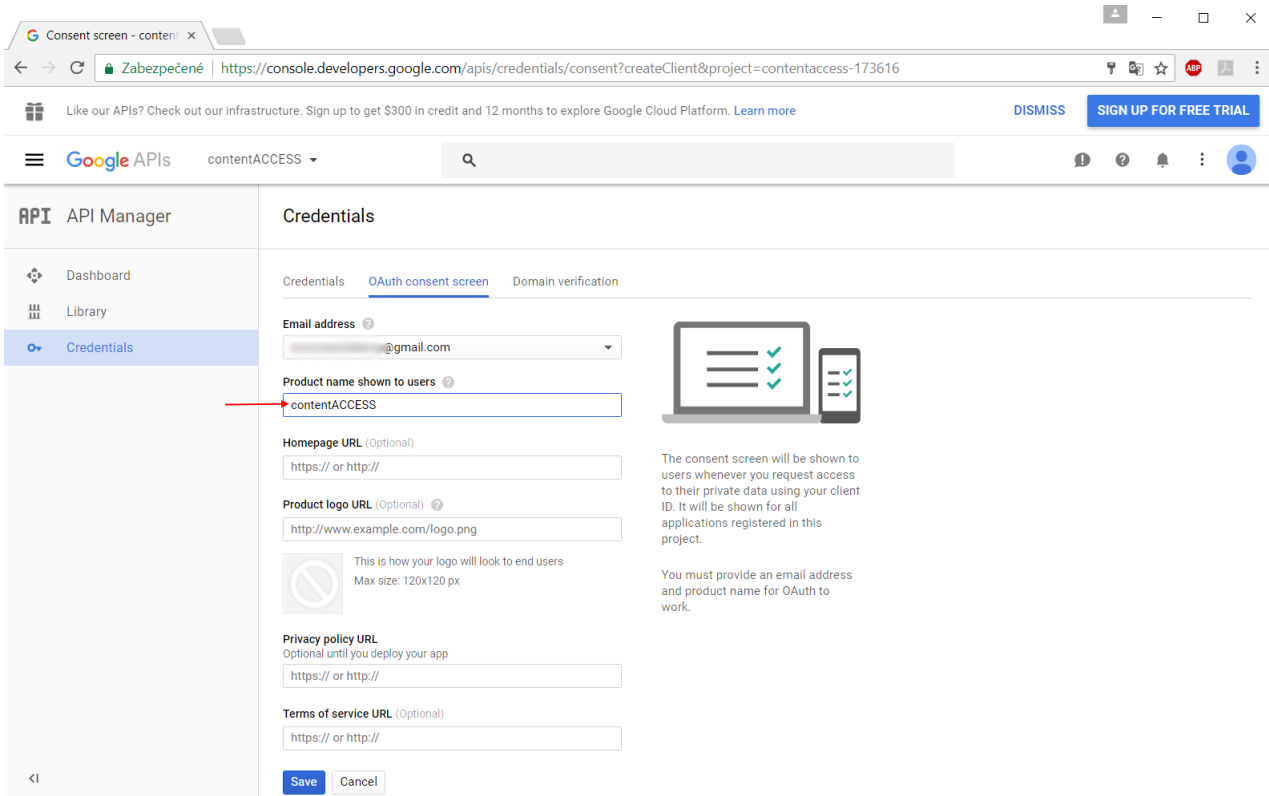 Consent screen - content
Zabezpečené | https://console.developers.google.com/apis/credentials/consent?createClient&project=contentaccess-173616
ABP
Like our APIs? Check out our infrastructure. Sign up to get $300 in credit and 12 months to explore Google Cloud Platform. Learn more
DISMISS
SIGN UP FOR FREE TRIAL
Google APIs
contentACCESS
API API Manager
Credentials
Dashboard
Library
Credentials
Credentials
OAuth consent screen
Domain verification
Email address
@gmail.com
Product name shown to users
contentACCESS
Homepage URL (Optional)
https:// or http://
Product logo URL (Optional)
http://www.example.com/logo.png
This is how your logo will look to end users
Max size: 120x120 px
Privacy policy URL
Optional until you deploy your app
https:// or http://
Terms of service URL (Optional)
https:// or http://
Save
Cancel
The consent screen will be shown to
users whenever you request access
to their private data using your client
ID. It will be shown for all
applications registered in this
project.
You must provide an email address
and product name for OAuth to
work.